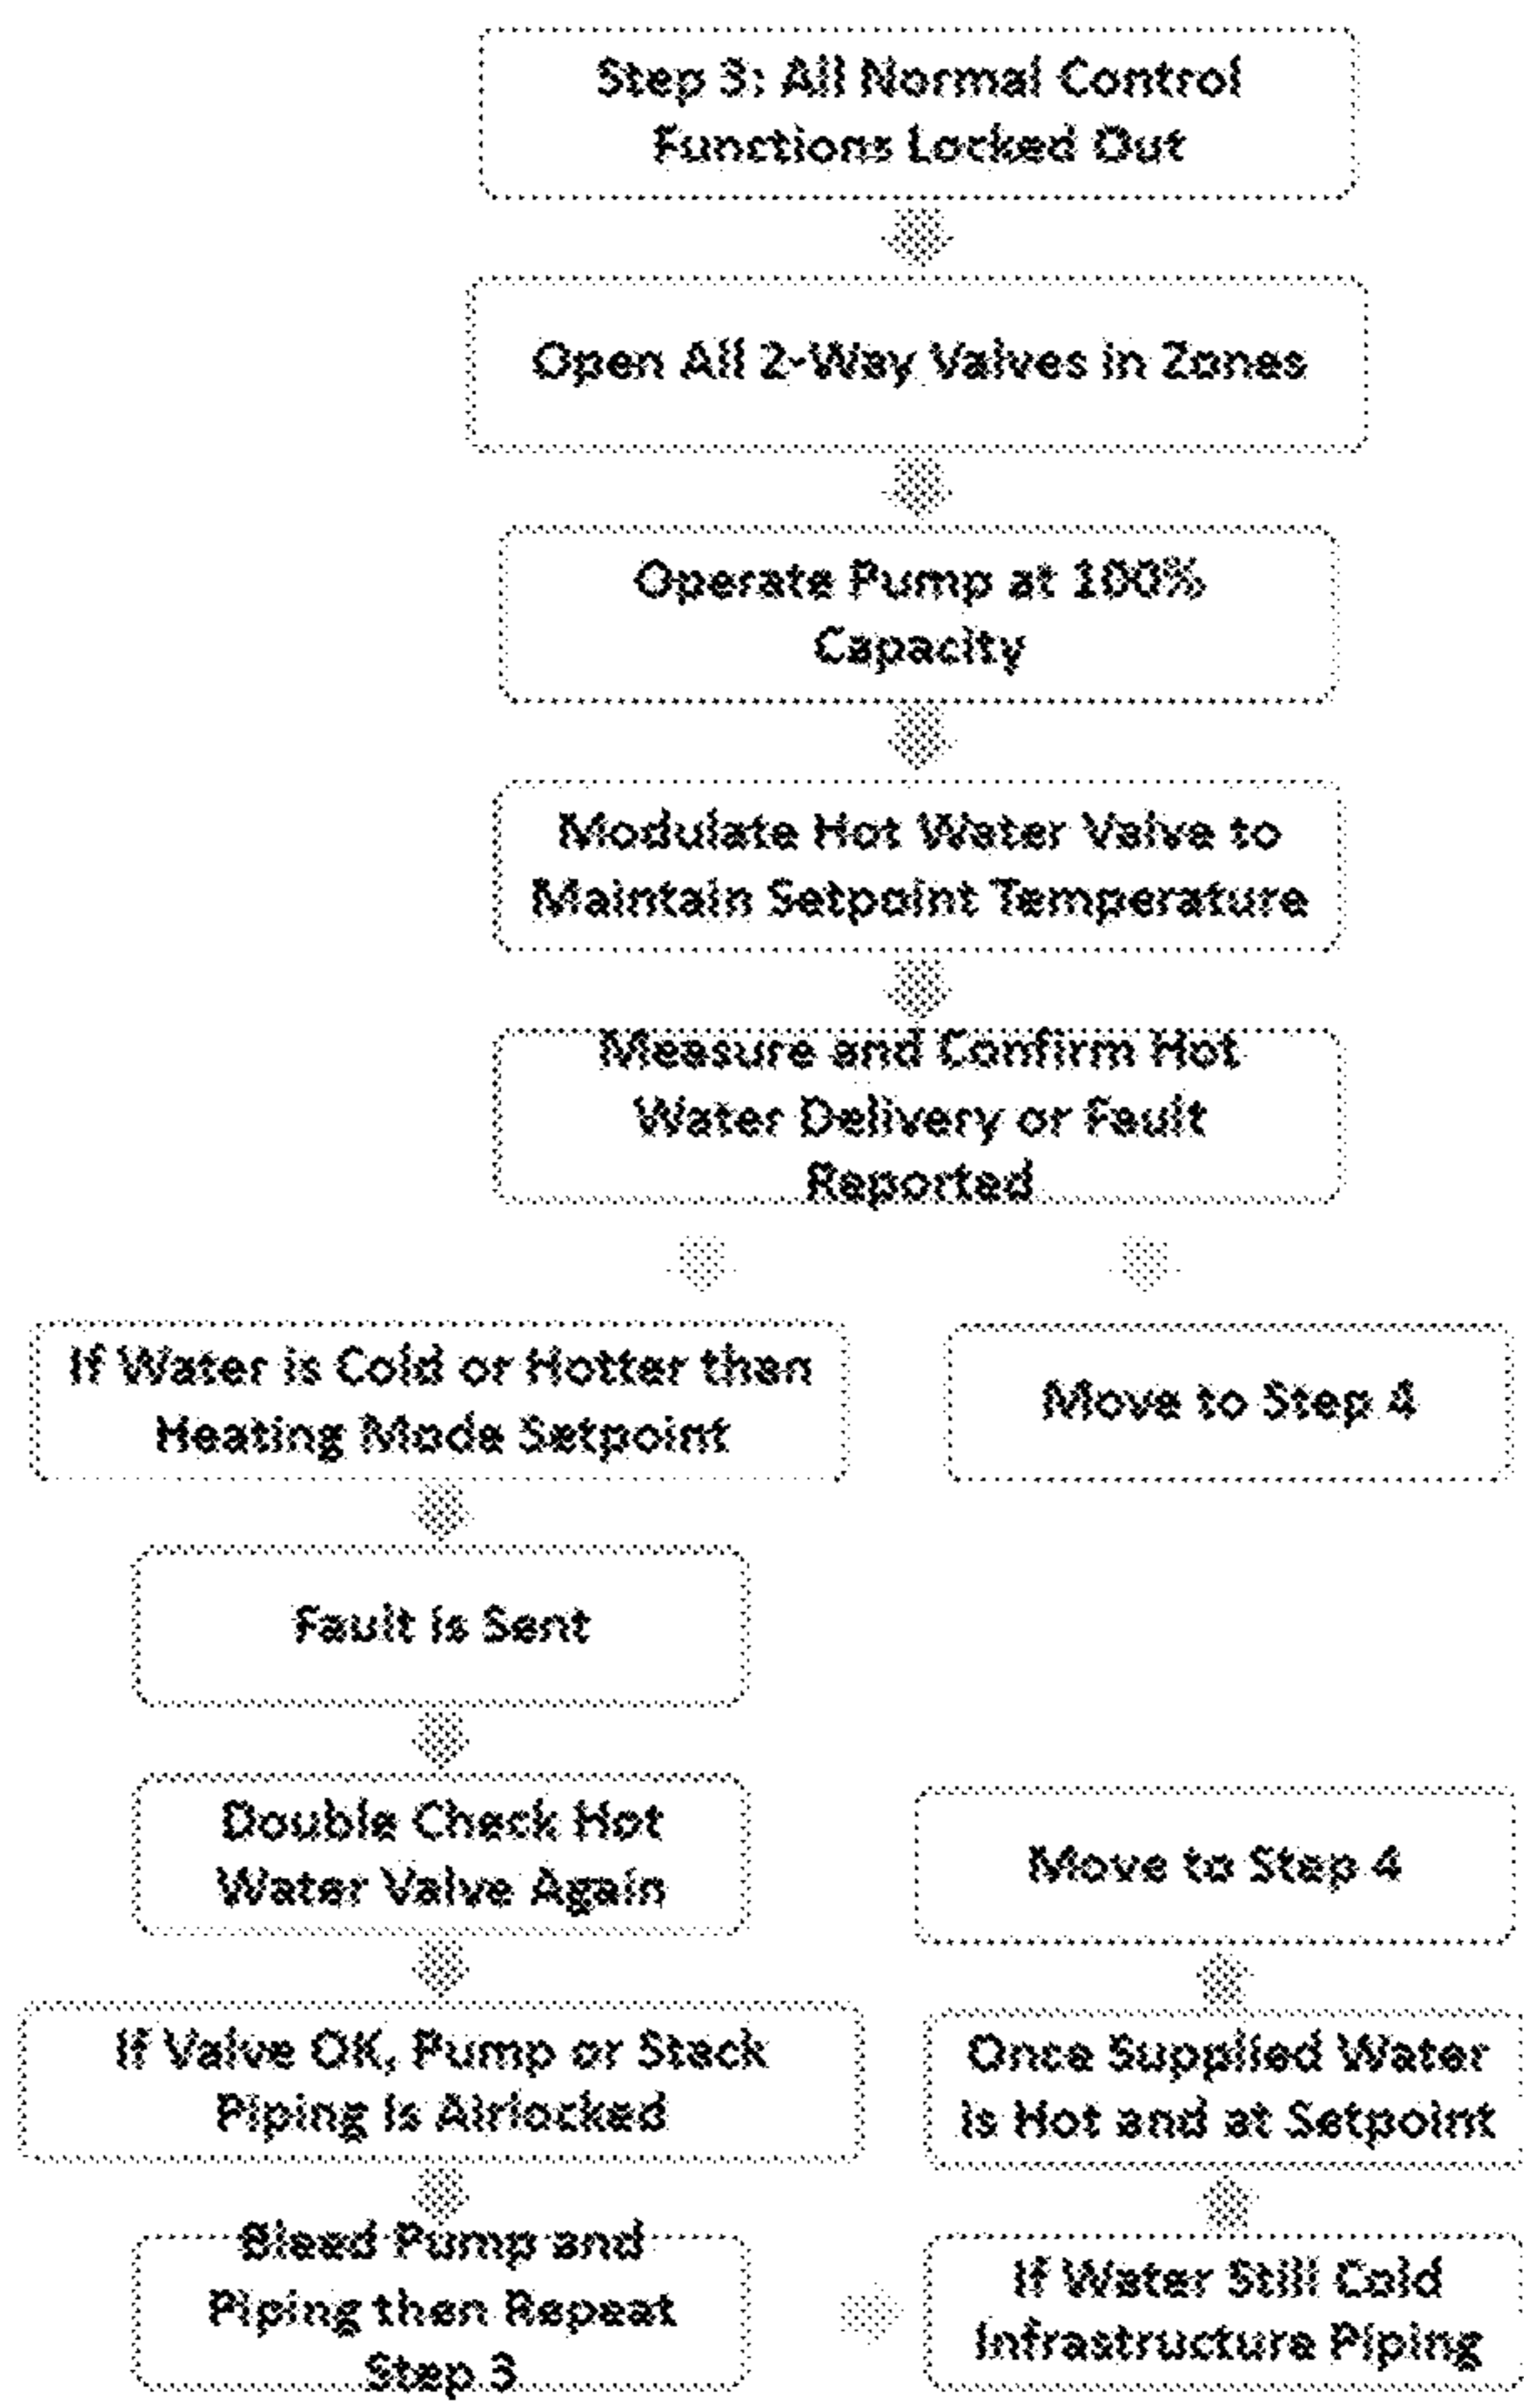 Step 3: All Normal Control
Functions Locked Out
Open All 2-Way Valves in Zones
Operate Pump at 100%
Capacity
Modulate Hot Water Valve to
Maintain Setpoint Temperature
Measure and Confirm Hot
Water Delivery or Fault
Reported
If Water is Cold or Hotter than
Heating Mode Setpoint
Move to Step 4
Fault is Sent
Double Check Hot
Water Valve Again
Move to Step 4
If Valve OK, Pump or Stack
Piping is Airlocked
Once Supplied Water
is Hot and at Setpoint
Bleed Pump and
Piping then Repeat
Step 3
If Water Still Cold
Infrastructure Piping